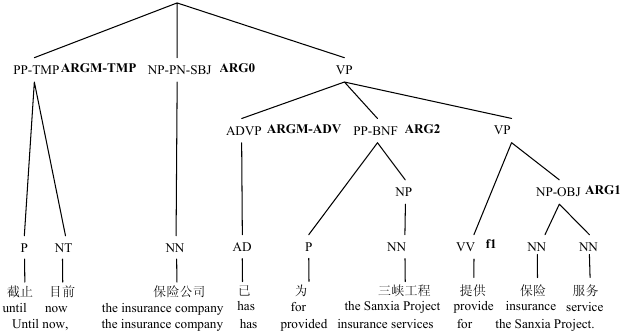 PP-TMP ARGM-TMP NP-PN-SBJ ARG0 VP
ADVP ARGM-ADV PP-BNF ARG2 VP
NP NP-OBJ ARG1
P NT NN AD P NN VV f1 NN NN
截止 目前 保险公司 已 为 三峡工程 提供 保险 服务
until now the insurance company has for the Sanxia Project provide insurance service
Until now, the insurance company has provided insurance services for the Sanxia Project.